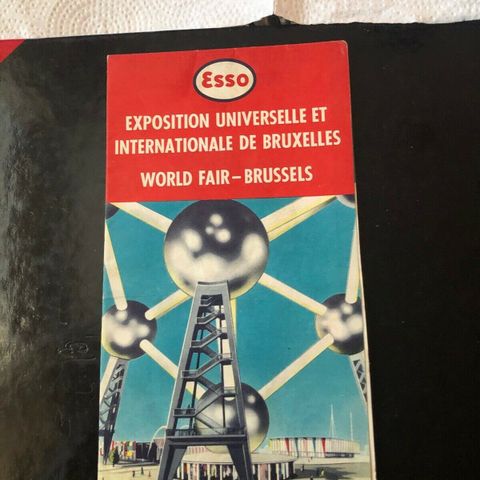 Esso
EXPOSITION UNIVERSELLE ET
INTERNATIONALE DE BRUXELLES
WORLD FAIR – BRUSSELS